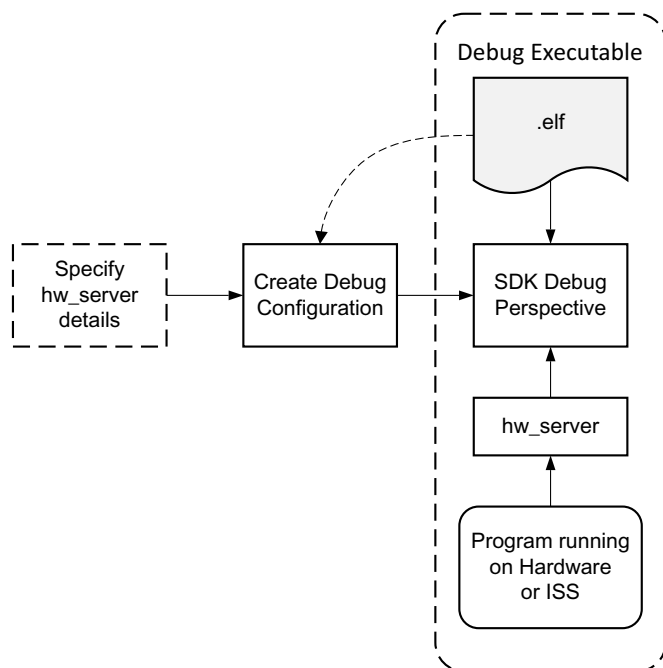 Debug Executable
.elf
Specify
hw_server
details
Create Debug
Configuration
SDK Debug
Perspective
hw_server
Program running
on Hardware
or ISS